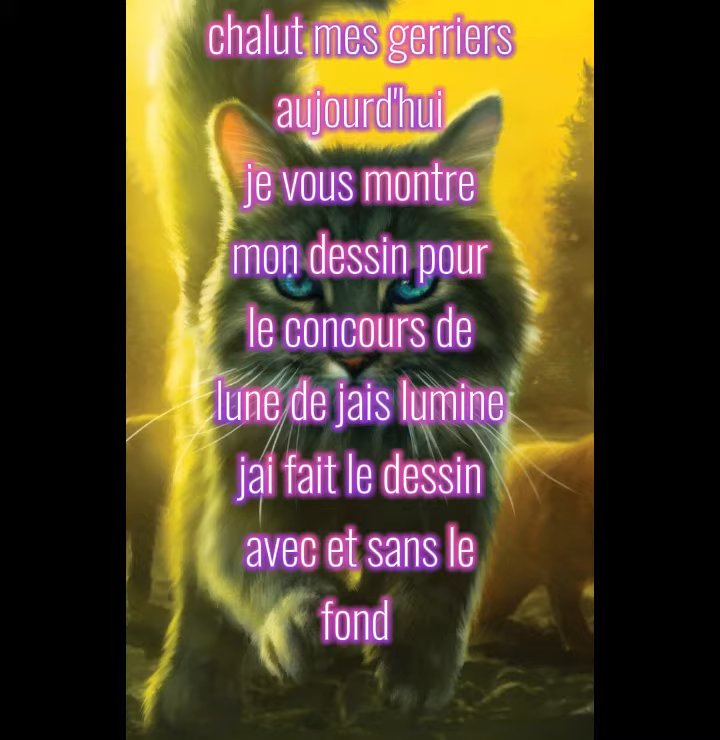 chalut mes gerriers
aujourd'hui
je vous montre
mon dessin pour
le concours de
lune de jais lumine
jai fait le dessin
avec et sans le
fond